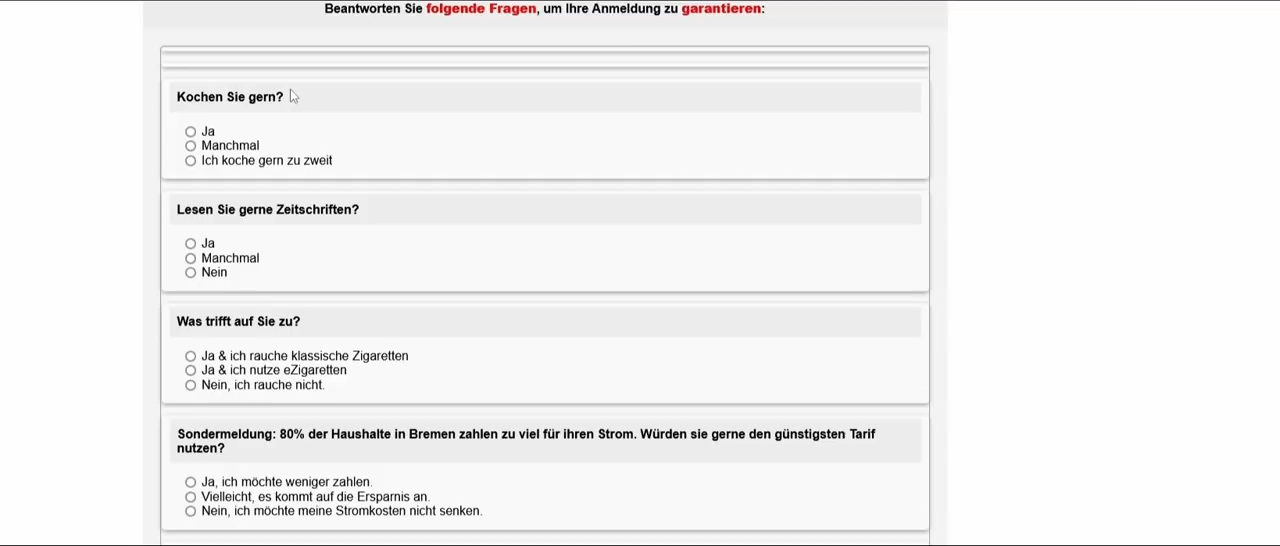 Beantworten Sie folgende Fragen, um Ihre Anmeldung zu garantieren:
Kochen Sie gern?
Ja
Manchmal
Ich koche gern zu zweit
Lesen Sie gerne Zeitschriften?
Ja
Manchmal
Nein
Was trifft auf Sie zu?
Ja & ich rauche klassische Zigaretten
Ja & ich nutze eZigaretten
Nein, ich rauche nicht.
Sondermeldung: 80% der Haushalte in Bremen zahlen zu viel für ihren Strom. Würden sie gerne den günstigsten Tarif
nutzen?
Ja, ich möchte weniger zahlen.
Vielleicht, es kommt auf die Ersparnis an.
Nein, ich möchte meine Stromkosten nicht senken.